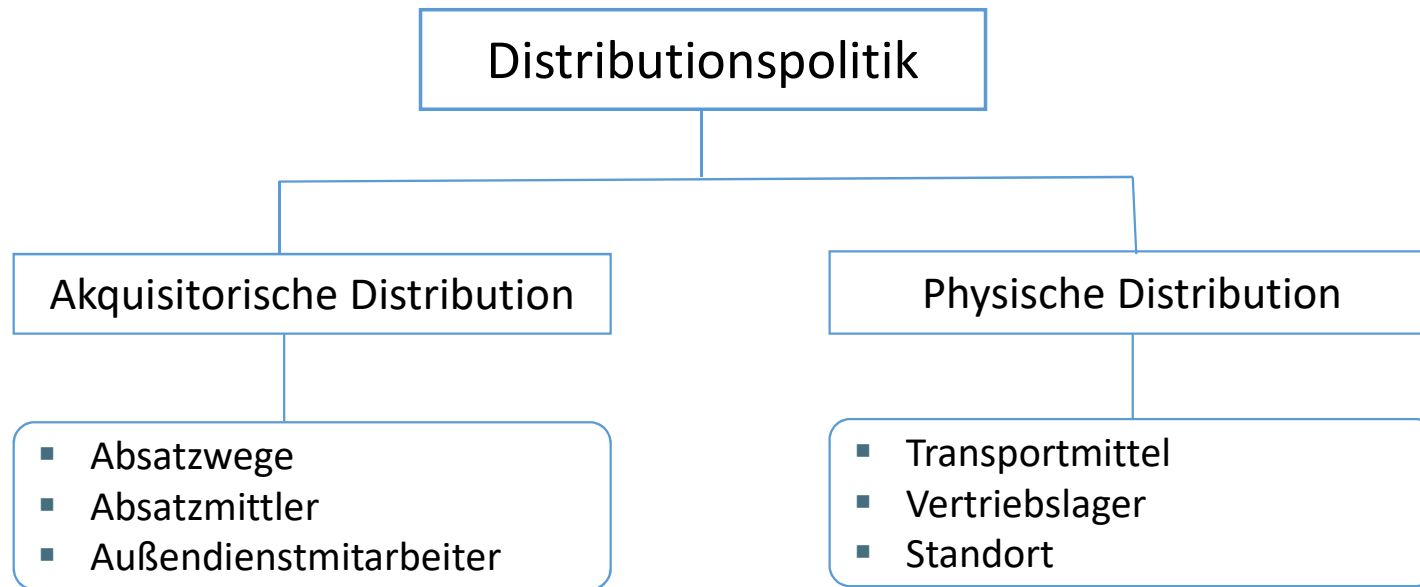 Distributionspolitik
Akquisitorische Distribution
Physische Distribution
▪ Absatzwege
▪ Absatzmittler
▪ Außendienstmitarbeiter
▪ Transportmittel
▪ Vertriebslager
▪ Standort